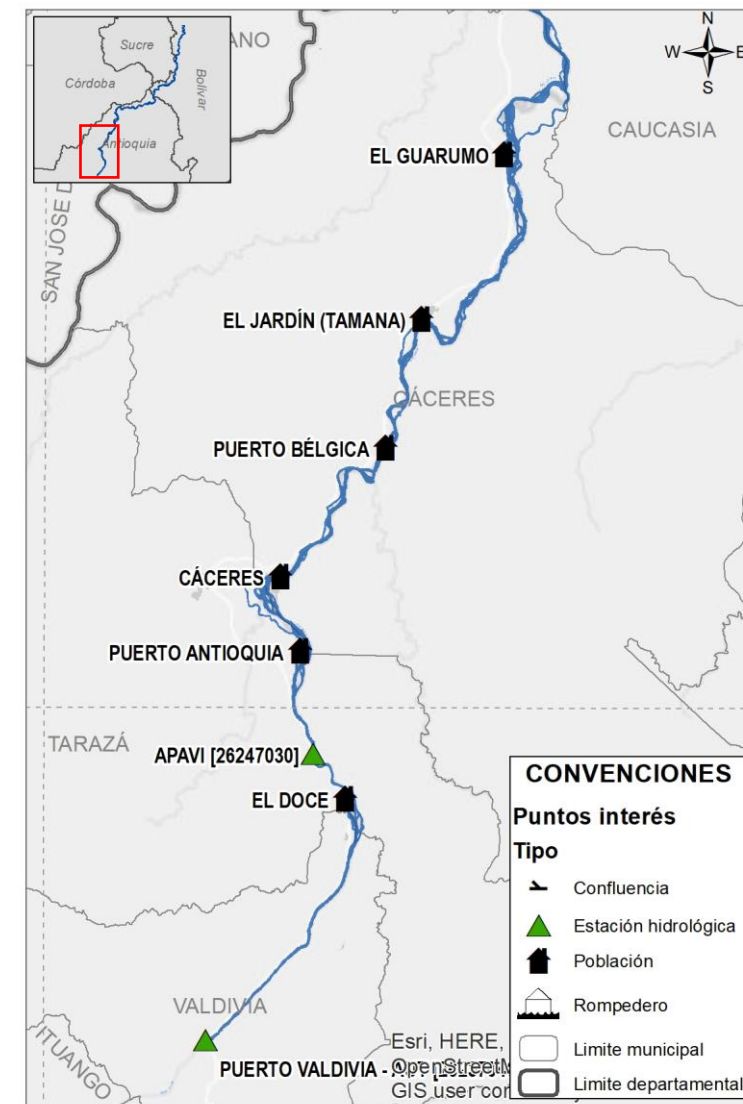 Sucre
Córdoba
Bolivar
Antioquia
ANO
N
W E
S
CAUCASIA
SAN JOSE D
EL GUARUMO
EL JARDÍN (TAMANA)
CÁCERES
PUERTO BÉLGICA
CÁCERES
PUERTO ANTIOQUIA
TARAZÁ
APAVI [26247030]
EL DOCE
VALDIVIA
ITUANGO
PUERTO VALDIVIA -
Esri, HERE,
GIS user con
CONVENCIONES
Puntos interés
Tipo
Confluencia
Estación hidrológica
Población
Rompedero
Limite municipal
Limite departamental